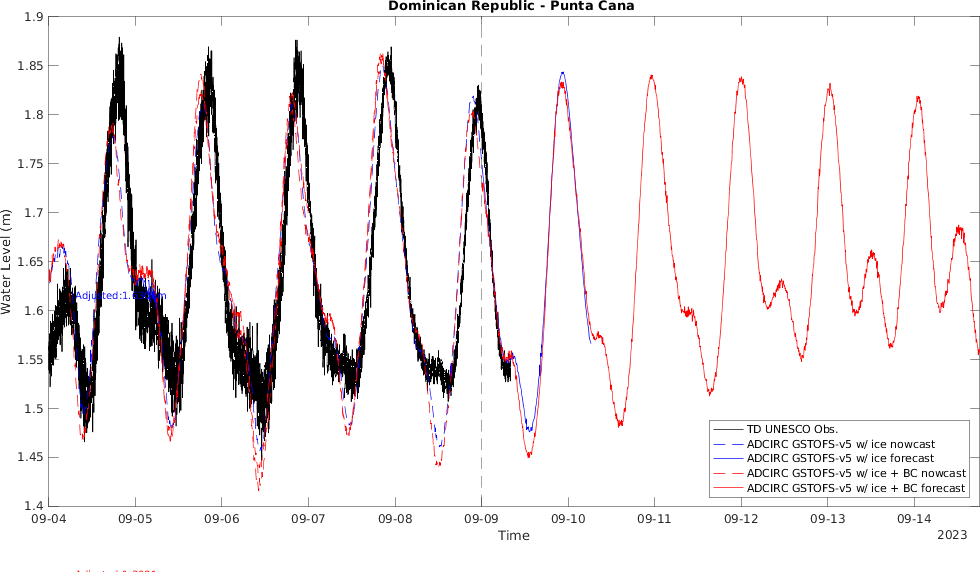 Dominican Republic - Punta Cana
1.9
1.85
1.8
1.75
1.7
1.65
1.6
1.55
1.5
1.45
1.4
Water Level (m)
09-04
09-05
09-06
09-07
09-08
09-09
09-10
09-11
09-12
09-13
09-14
Time
2023
TD UNESCO Obs.
ADCIRC GSTOFS-v5 w/ ice nowcast
ADCIRC GSTOFS-v5 w/ ice forecast
ADCIRC GSTOFS-v5 w/ ice + BC nowcast
ADCIRC GSTOFS-v5 w/ ice + BC forecast